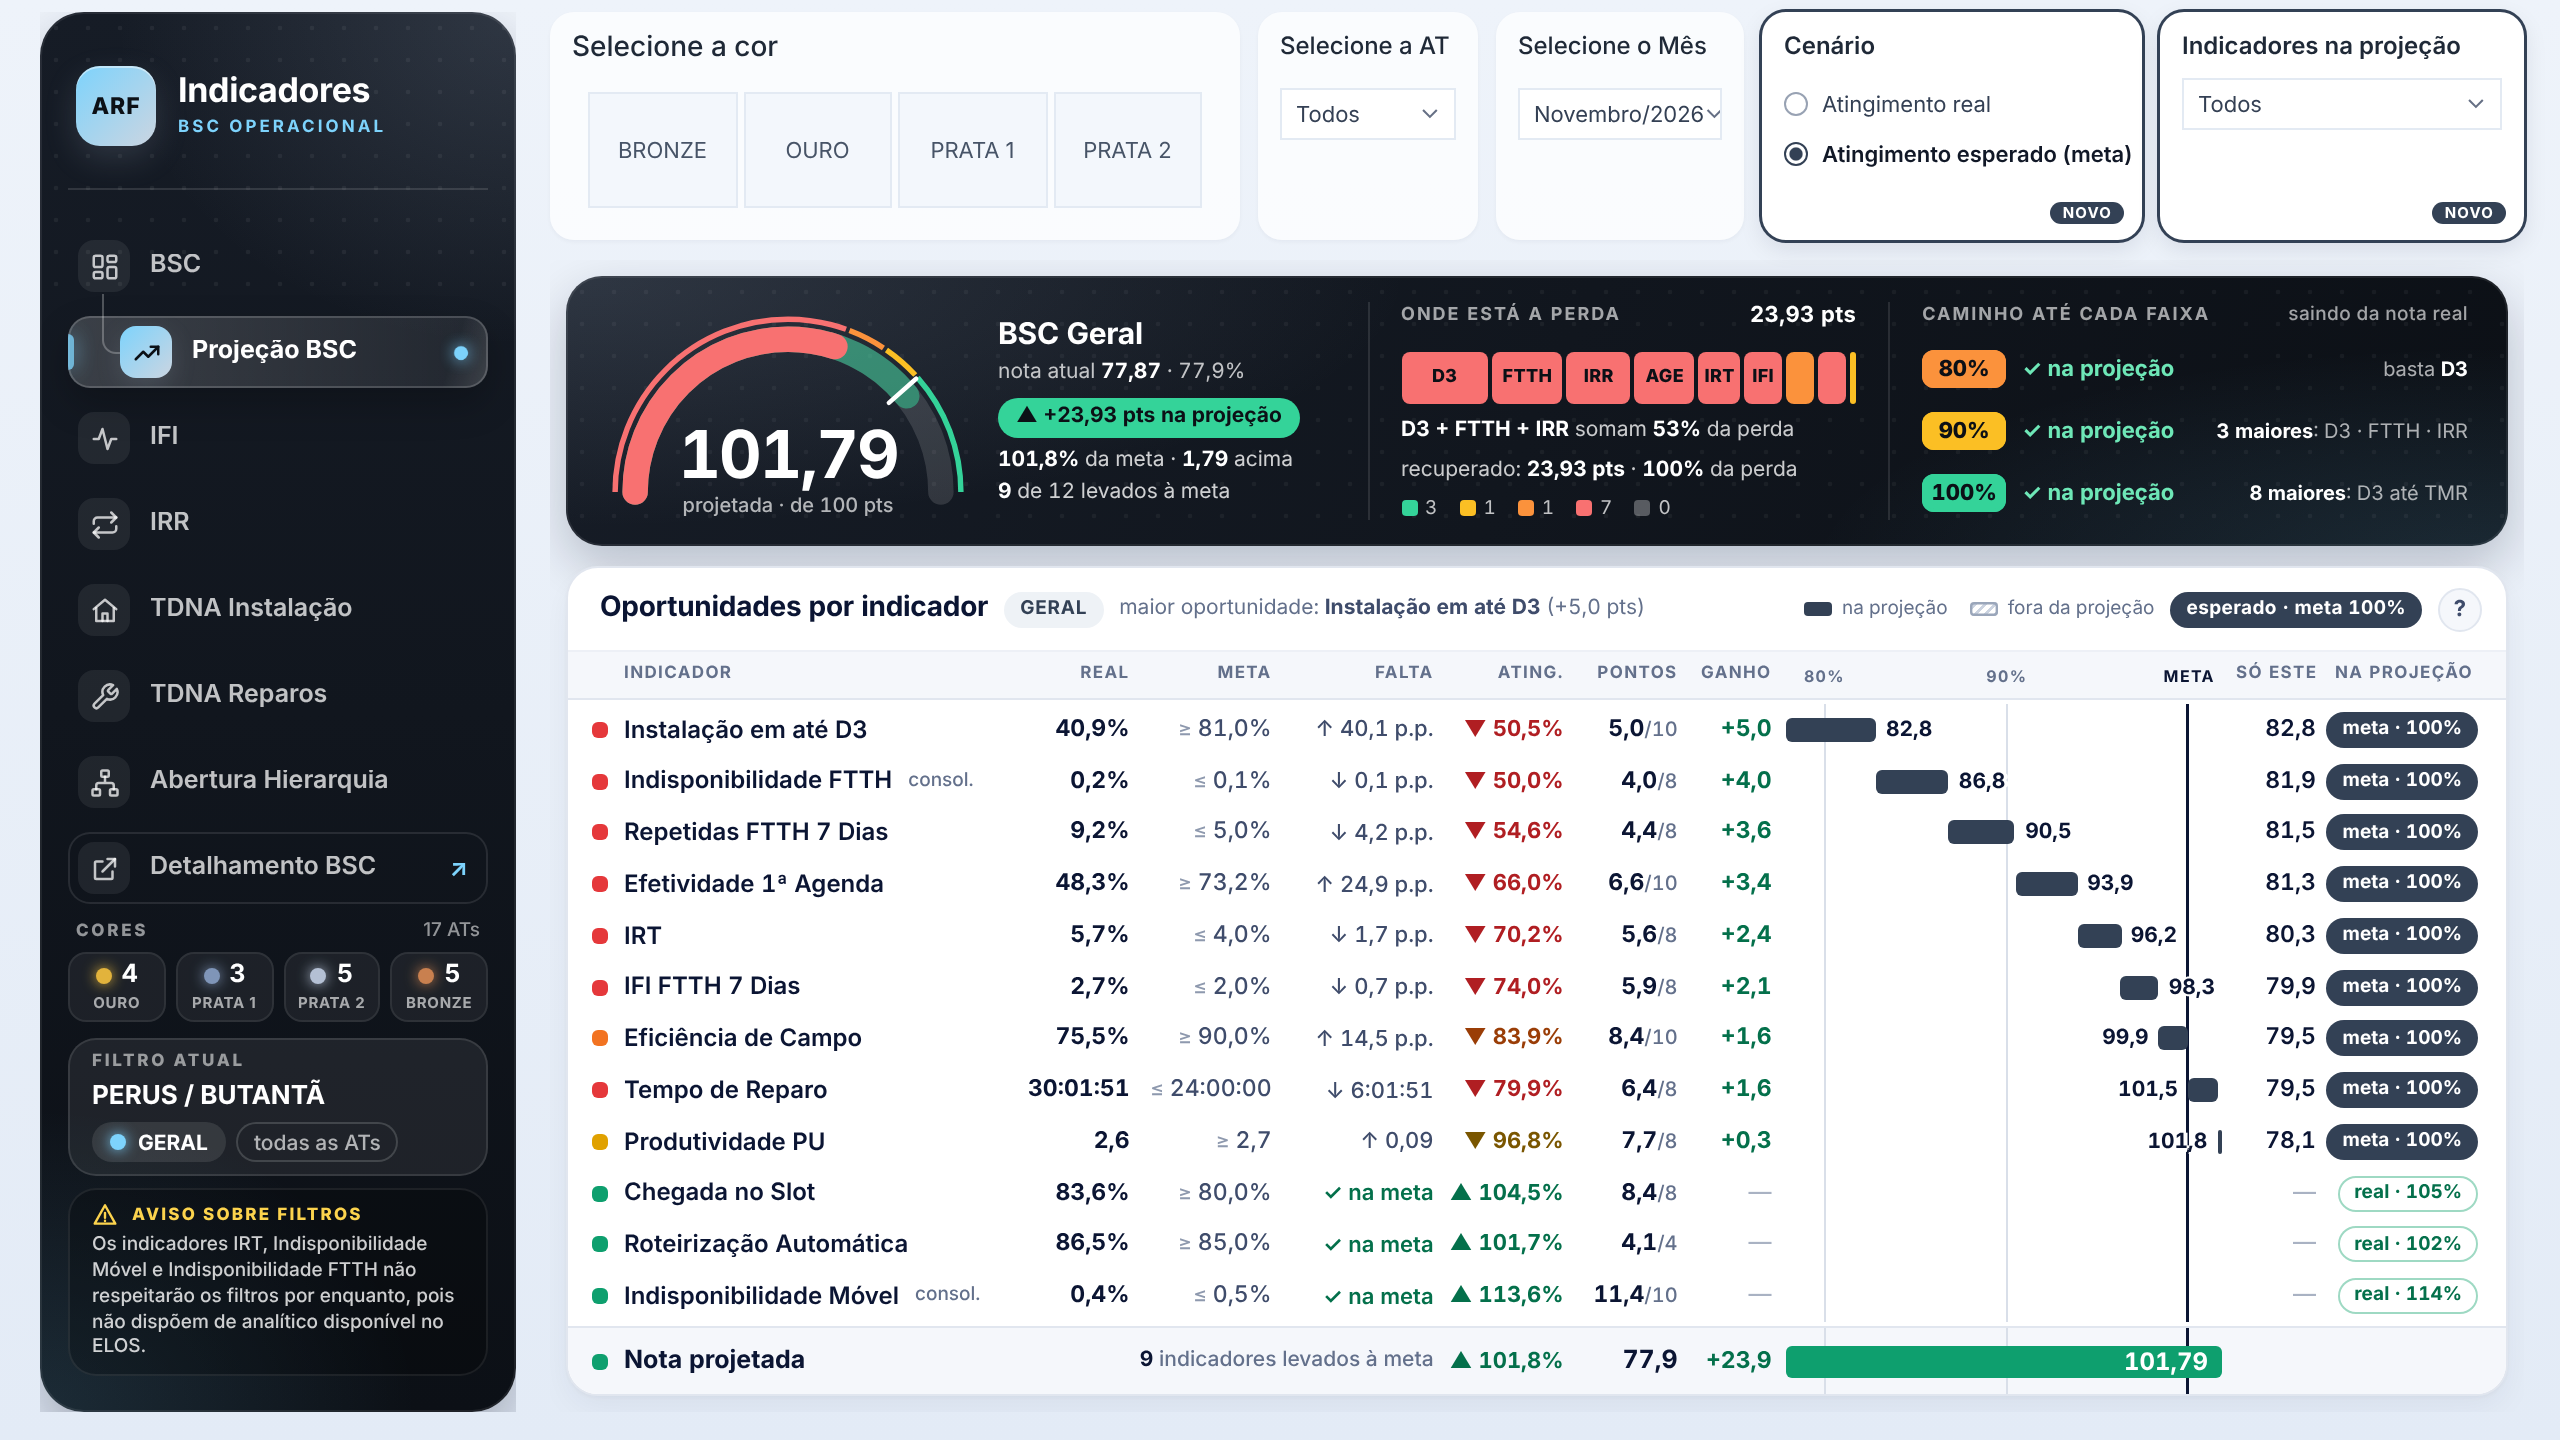 ARF
Indicadores
BSC OPERACIONAL
BSC
Projeção BSC
IFI
IRR
TDNA Instalação
TDNA Reparos
Abertura Hierarquia
Detalhamento BSC
CORES 17 ATs
4 3 5 5
OURO PRATA 1 PRATA 2 BRONZE
FILTRO ATUAL
PERUS / BUTANTÃ
GERAL todas as ATs
AVISO SOBRE FILTROS
Os indicadores IRT, Indisponibilidade
Móvel e Indisponibilidade FTTH não
respeitarão os filtros por enquanto, pois
não dispõem de analítico disponível no
ELOS.
Selecione a cor
BRONZE OURO PRATA 1 PRATA 2
Selecione a AT
Todos
Selecione o Mês
Novembro/2026
Cenário
Atingimento real
Atingimento esperado (meta)
NOVO
Indicadores na projeção
Todos
NOVO
101,79
projetada · de 100 pts
BSC Geral
nota atual 77,87 · 77,9%
▲ +23,93 pts na projeção
101,8% da meta · 1,79 acima
9 de 12 levados à meta
ONDE ESTÁ A PERDA 23,93 pts
D3 FTTH IRR AGE IRT IFI
D3 + FTTH + IRR somam 53% da perda
recuperado: 23,93 pts · 100% da perda
3 1 1 7 0
CAMINHO ATÉ CADA FAIXA saindo da nota real
80% ✓ na projeção basta D3
90% ✓ na projeção 3 maiores: D3 · FTTH · IRR
100% ✓ na projeção 8 maiores: D3 até TMR
Oportunidades por indicador GERAL maior oportunidade: Instalação em até D3 (+5,0 pts) na projeção fora da projeção esperado · meta 100% ?
INDICADOR REAL META FALTA ATING. PONTOS GANHO 80% 90% META SÓ ESTE NA PROJEÇÃO
Instalação em até D3 40,9% ≥ 81,0% ↑ 40,1 p.p. ▼ 50,5% 5,0/10 +5,0 82,8 82,8 meta · 100%
Indisponibilidade FTTH consol. 0,2% ≤ 0,1% ↓ 0,1 p.p. ▼ 50,0% 4,0/8 +4,0 86,8 81,9 meta · 100%
Repetidas FTTH 7 Dias 9,2% ≤ 5,0% ↓ 4,2 p.p. ▼ 54,6% 4,4/8 +3,6 90,5 81,5 meta · 100%
Efetividade 1ª Agenda 48,3% ≥ 73,2% ↑ 24,9 p.p. ▼ 66,0% 6,6/10 +3,4 93,9 81,3 meta · 100%
IRT 5,7% ≤ 4,0% ↓ 1,7 p.p. ▼ 70,2% 5,6/8 +2,4 96,2 80,3 meta · 100%
IFI FTTH 7 Dias 2,7% ≤ 2,0% ↓ 0,7 p.p. ▼ 74,0% 5,9/8 +2,1 98,3 79,9 meta · 100%
Eficiência de Campo 75,5% ≥ 90,0% ↑ 14,5 p.p. ▼ 83,9% 8,4/10 +1,6 99,9 79,5 meta · 100%
Tempo de Reparo 30:01:51 ≤ 24:00:00 ↓ 6:01:51 ▼ 79,9% 6,4/8 +1,6 101,5 79,5 meta · 100%
Produtividade PU 2,6 ≥ 2,7 ↑ 0,09 ▼ 96,8% 7,7/8 +0,3 101,8 78,1 meta · 100%
Chegada no Slot 83,6% ≥ 80,0% ✓ na meta ▲ 104,5% 8,4/8 — — real · 105%
Roteirização Automática 86,5% ≥ 85,0% ✓ na meta ▲ 101,7% 4,1/4 — — real · 102%
Indisponibilidade Móvel consol. 0,4% ≤ 0,5% ✓ na meta ▲ 113,6% 11,4/10 — — real · 114%
Nota projetada 9 indicadores levados à meta ▲ 101,8% 77,9 +23,9 101,79